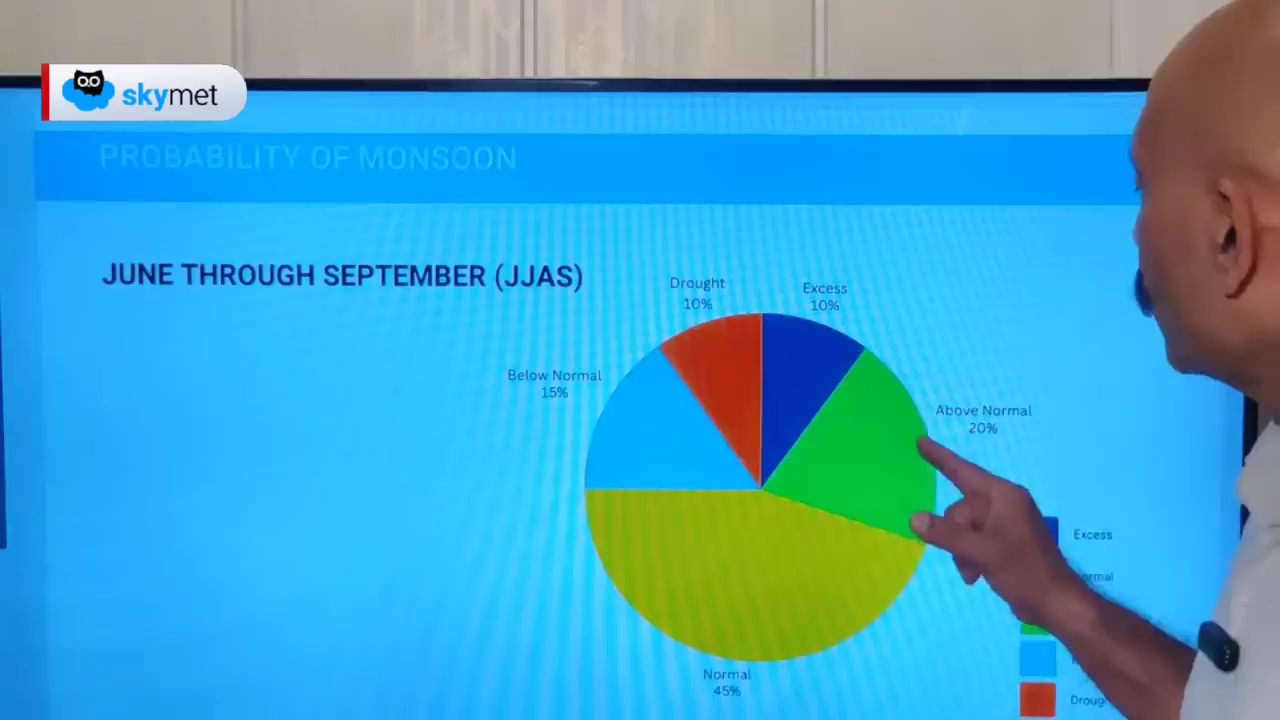 skymet
PROBABILITY OF MONSOON
JUNE THROUGH SEPTEMBER (JJAS)
Drought
10%
Excess
10%
Below Normal
15%
Above Normal
20%
Excess
Normal
45%